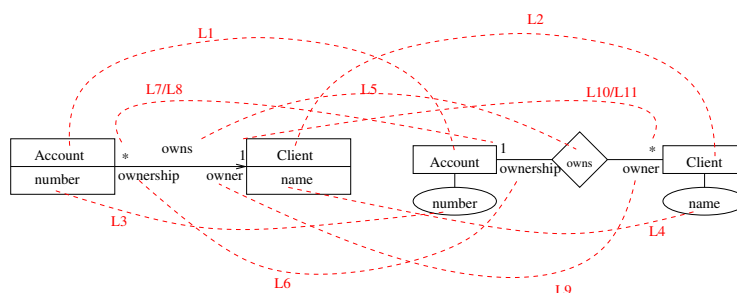 L1
L2
L7/L8
L5
L10/L11
owns
Account
*
1
Client
number
ownership
owner
name
Account
1
ownership
owns
*
owner
Client
number
name
L3
L4
L6
L9